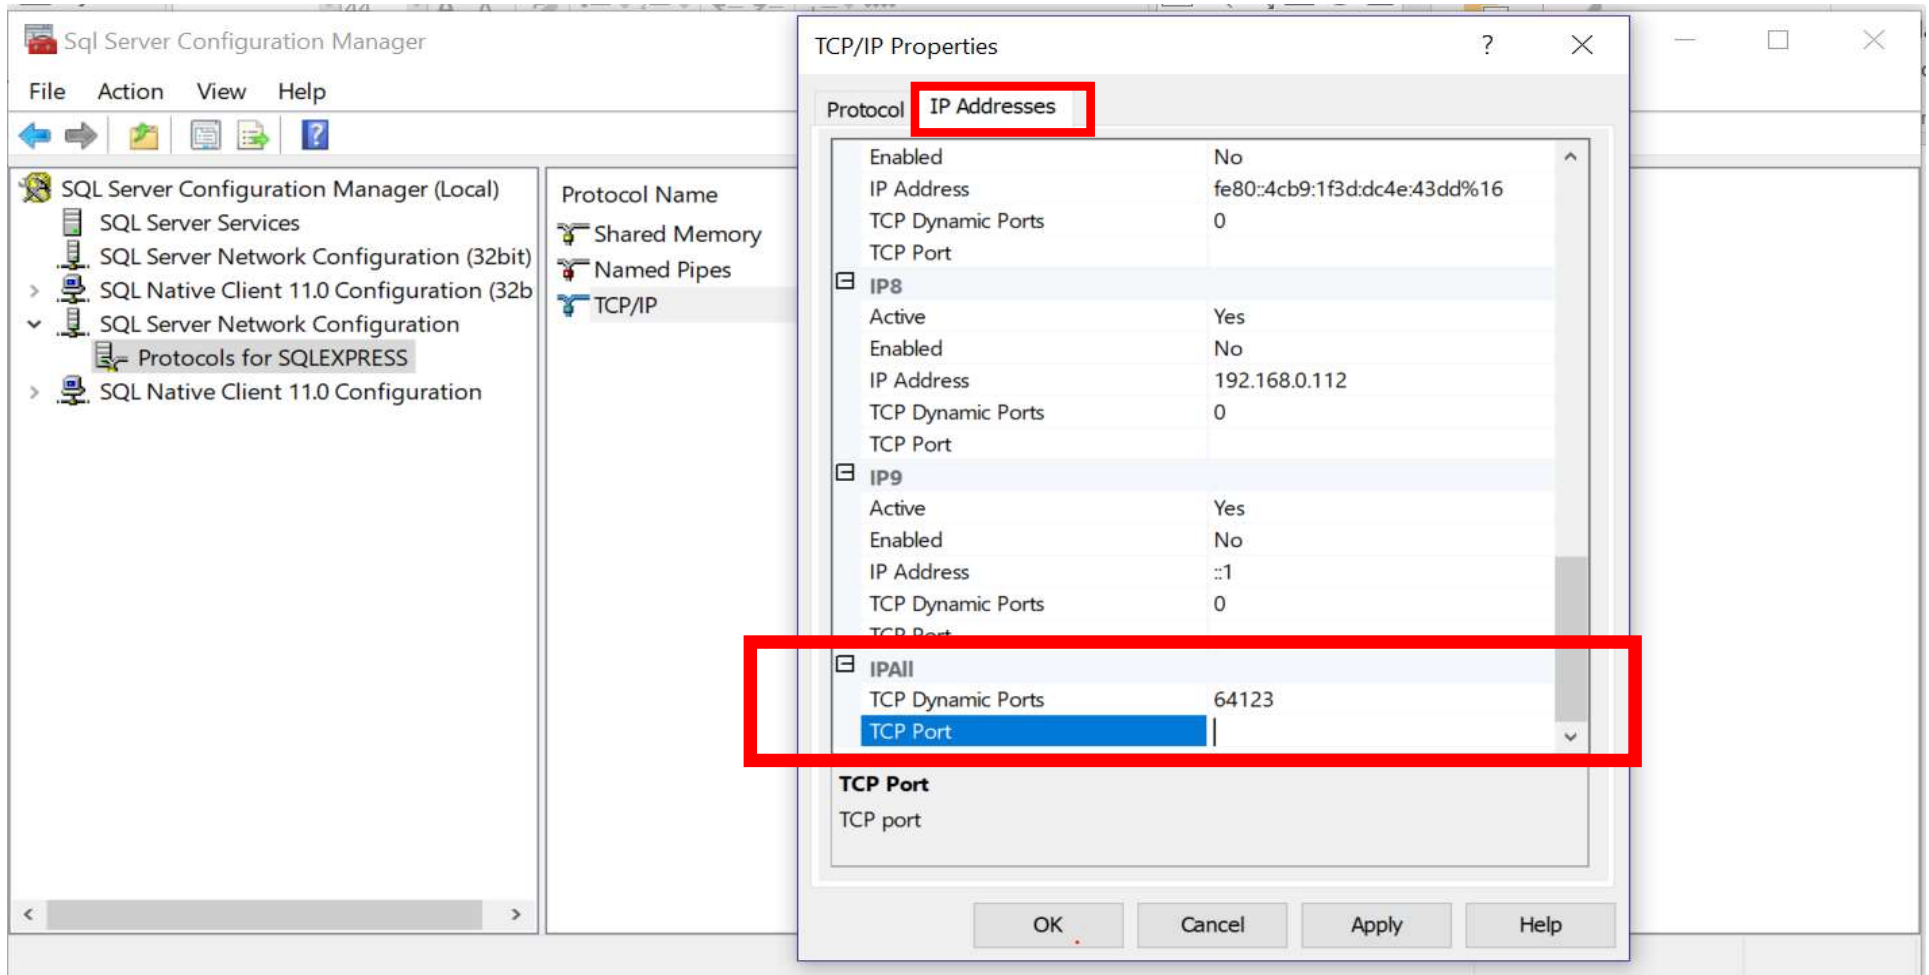 Sql Server Configuration Manager
File Action View Help
SQL Server Configuration Manager (Local)
SQL Server Services
SQL Server Network Configuration (32bit)
SQL Native Client 11.0 Configuration (32b
SQL Server Network Configuration
Protocols for SQLEXPRESS
SQL Native Client 11.0 Configuration
Protocol Name
Shared Memory
Named Pipes
TCP/IP
TCP/IP Properties
Protocol IP Addresses
Enabled No
IP Address fe80::4cb9:1f3d:dc4e:43dd%16
TCP Dynamic Ports 0
TCP Port
IP8
Active Yes
Enabled No
IP Address 192.168.0.112
TCP Dynamic Ports 0
TCP Port
IP9
Active Yes
Enabled No
IP Address ::1
TCP Dynamic Ports 0
TCP Port
IPAll
TCP Dynamic Ports 64123
TCP Port
TCP Port
TCP port
OK Cancel Apply Help